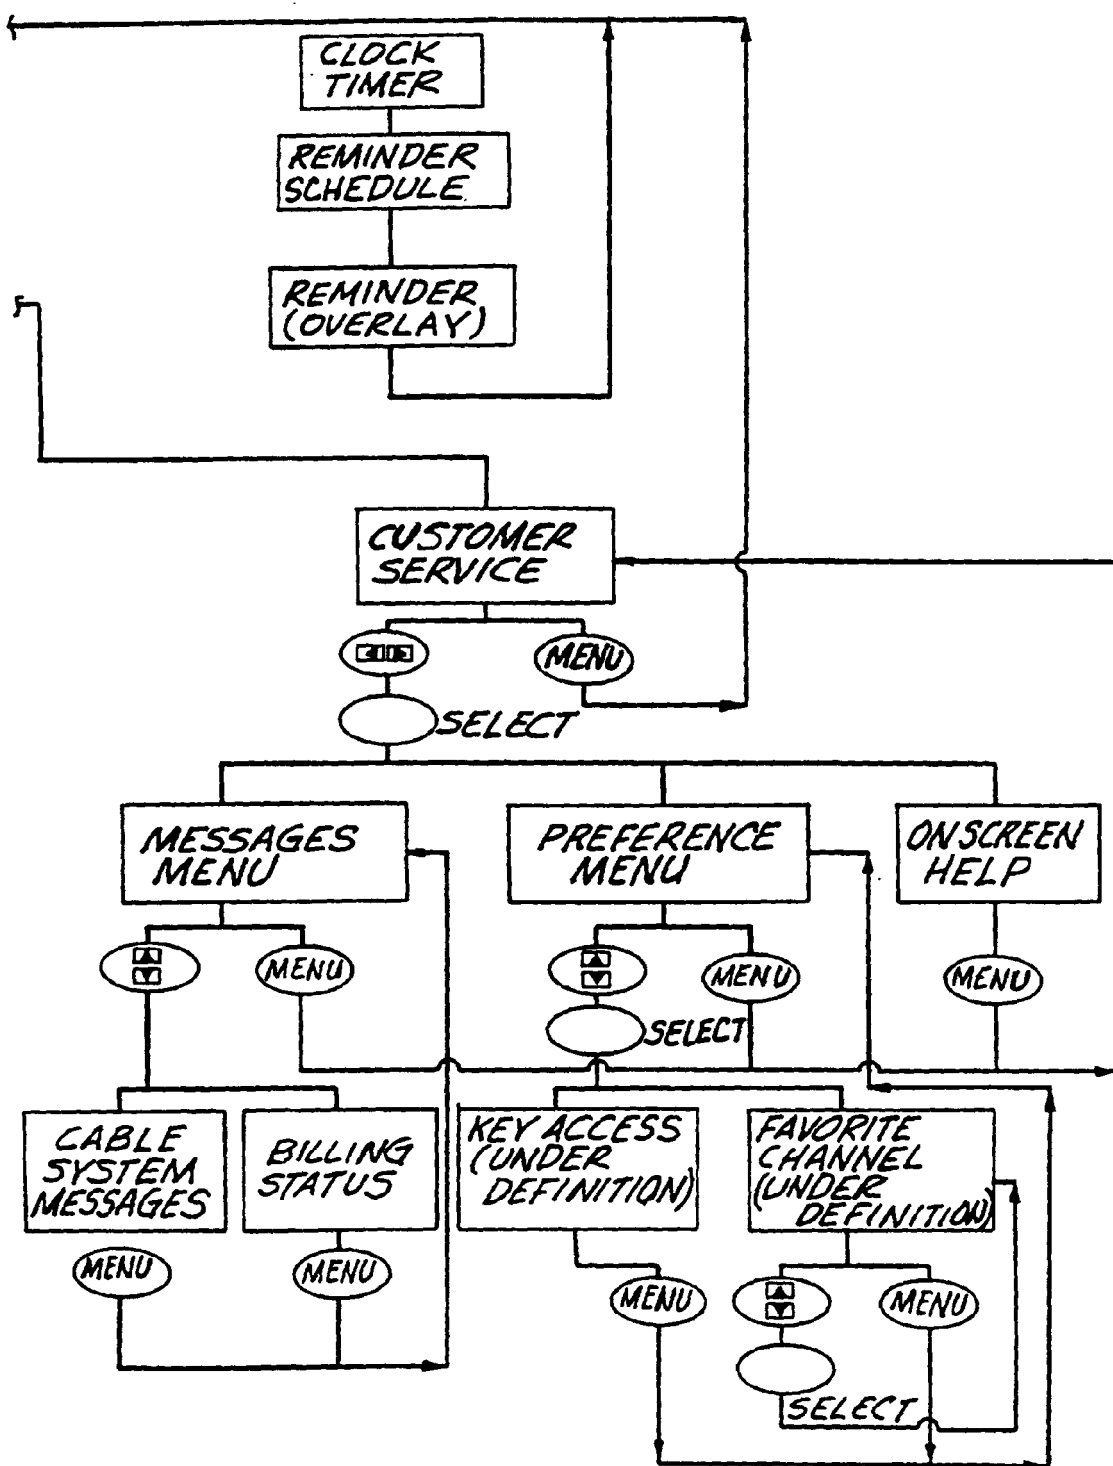 CLOCK
TIMER
REMINDER
SCHEDULE
REMINDER
(OVERLAY)
CUSTOMER
SERVICE
MENU
SELECT
MESSAGES
MENU
PREFERENCE
MENU
ON SCREEN
HELP
MENU
MENU
MENU
SELECT
CABLE
SYSTEM
MESSAGES
BILLING
STATUS
KEY ACCESS
(UNDER
DEFINITION)
FAVORITE
CHANNEL
(UNDER
DEFINITION)
MENU
MENU
MENU
MENU
SELECT